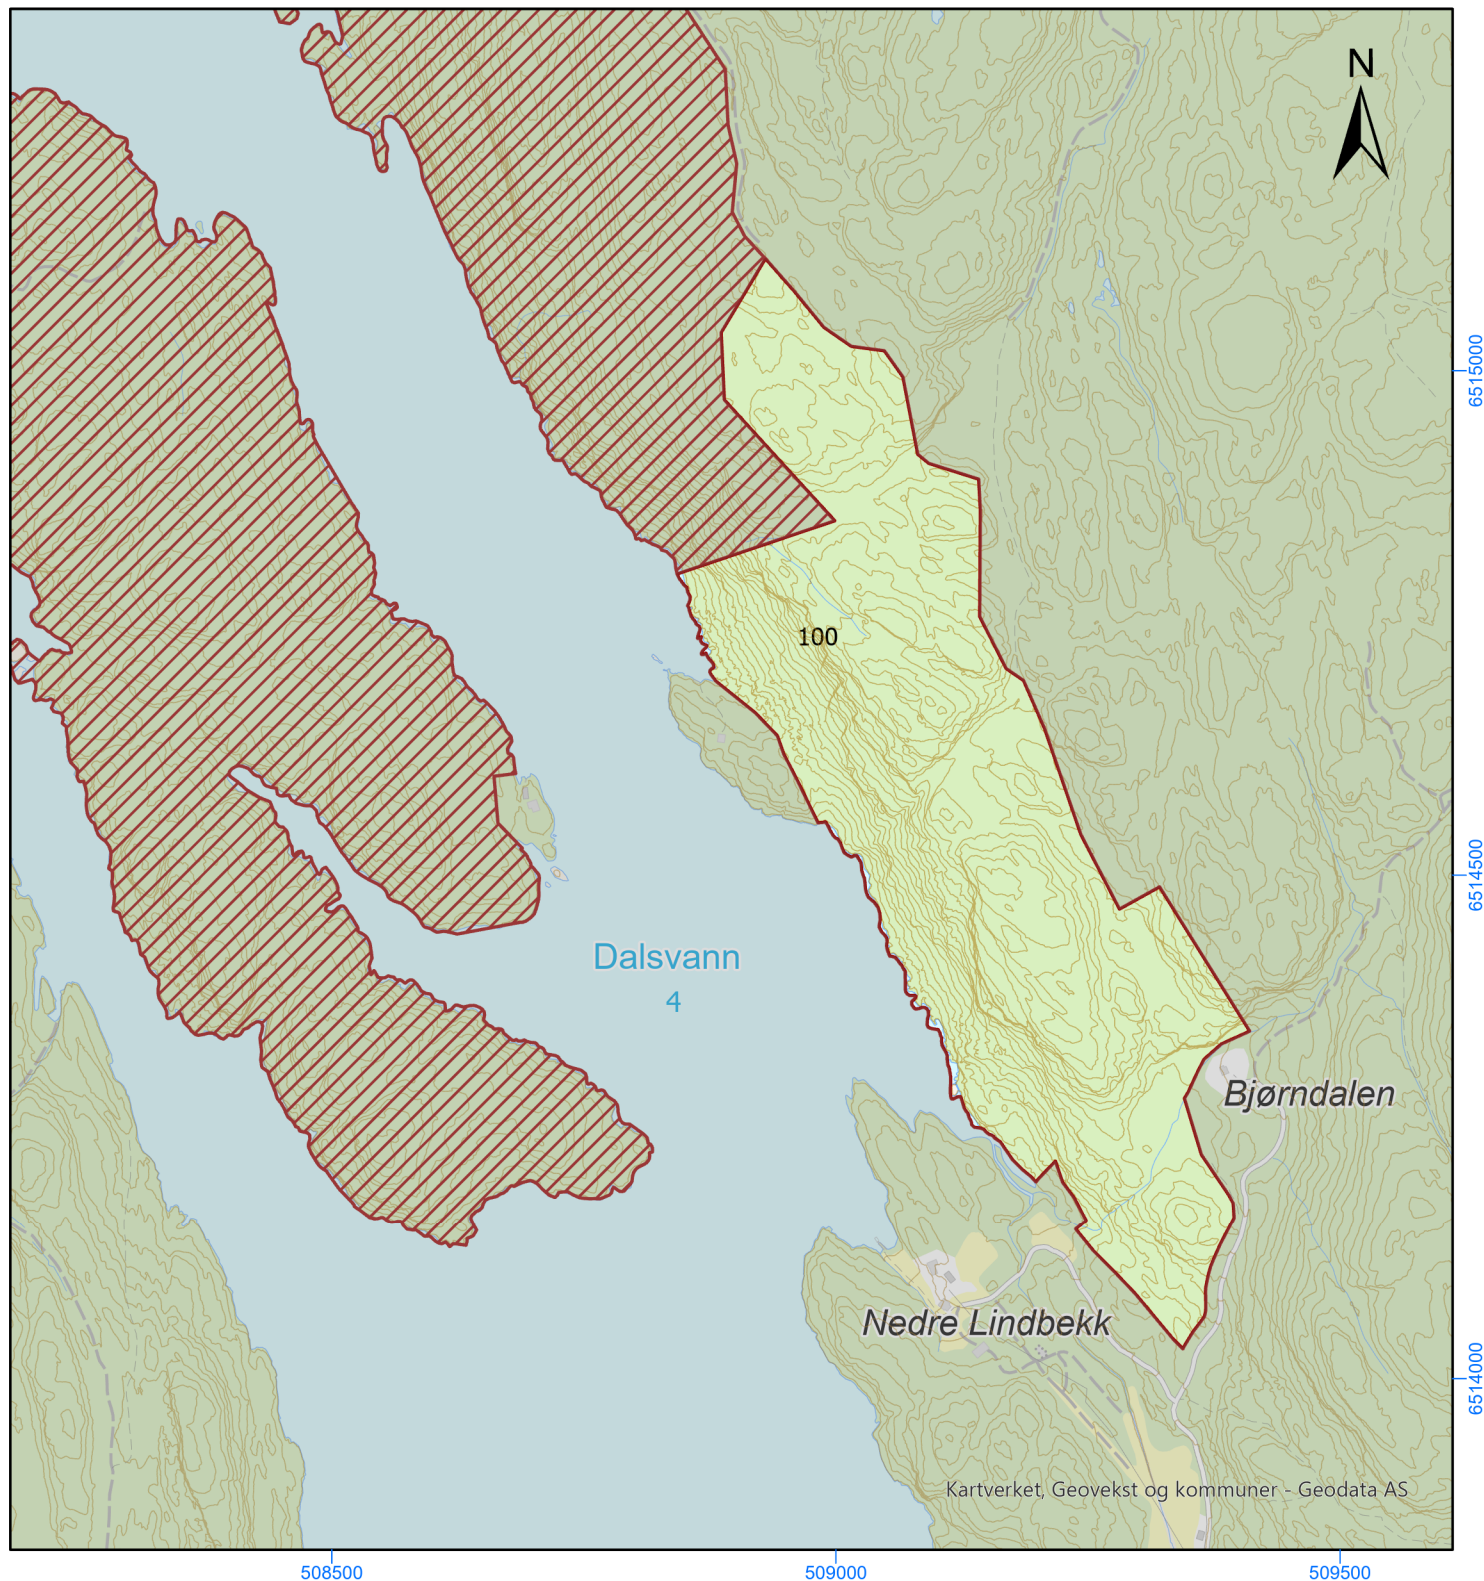 N
6515000
100
6514500
Dalsvann
4
Bjørndalen
Nedre Lindbekk
6514000
Kartverket, Geovekst og kommuner - Geodata AS
508500
509000
509500